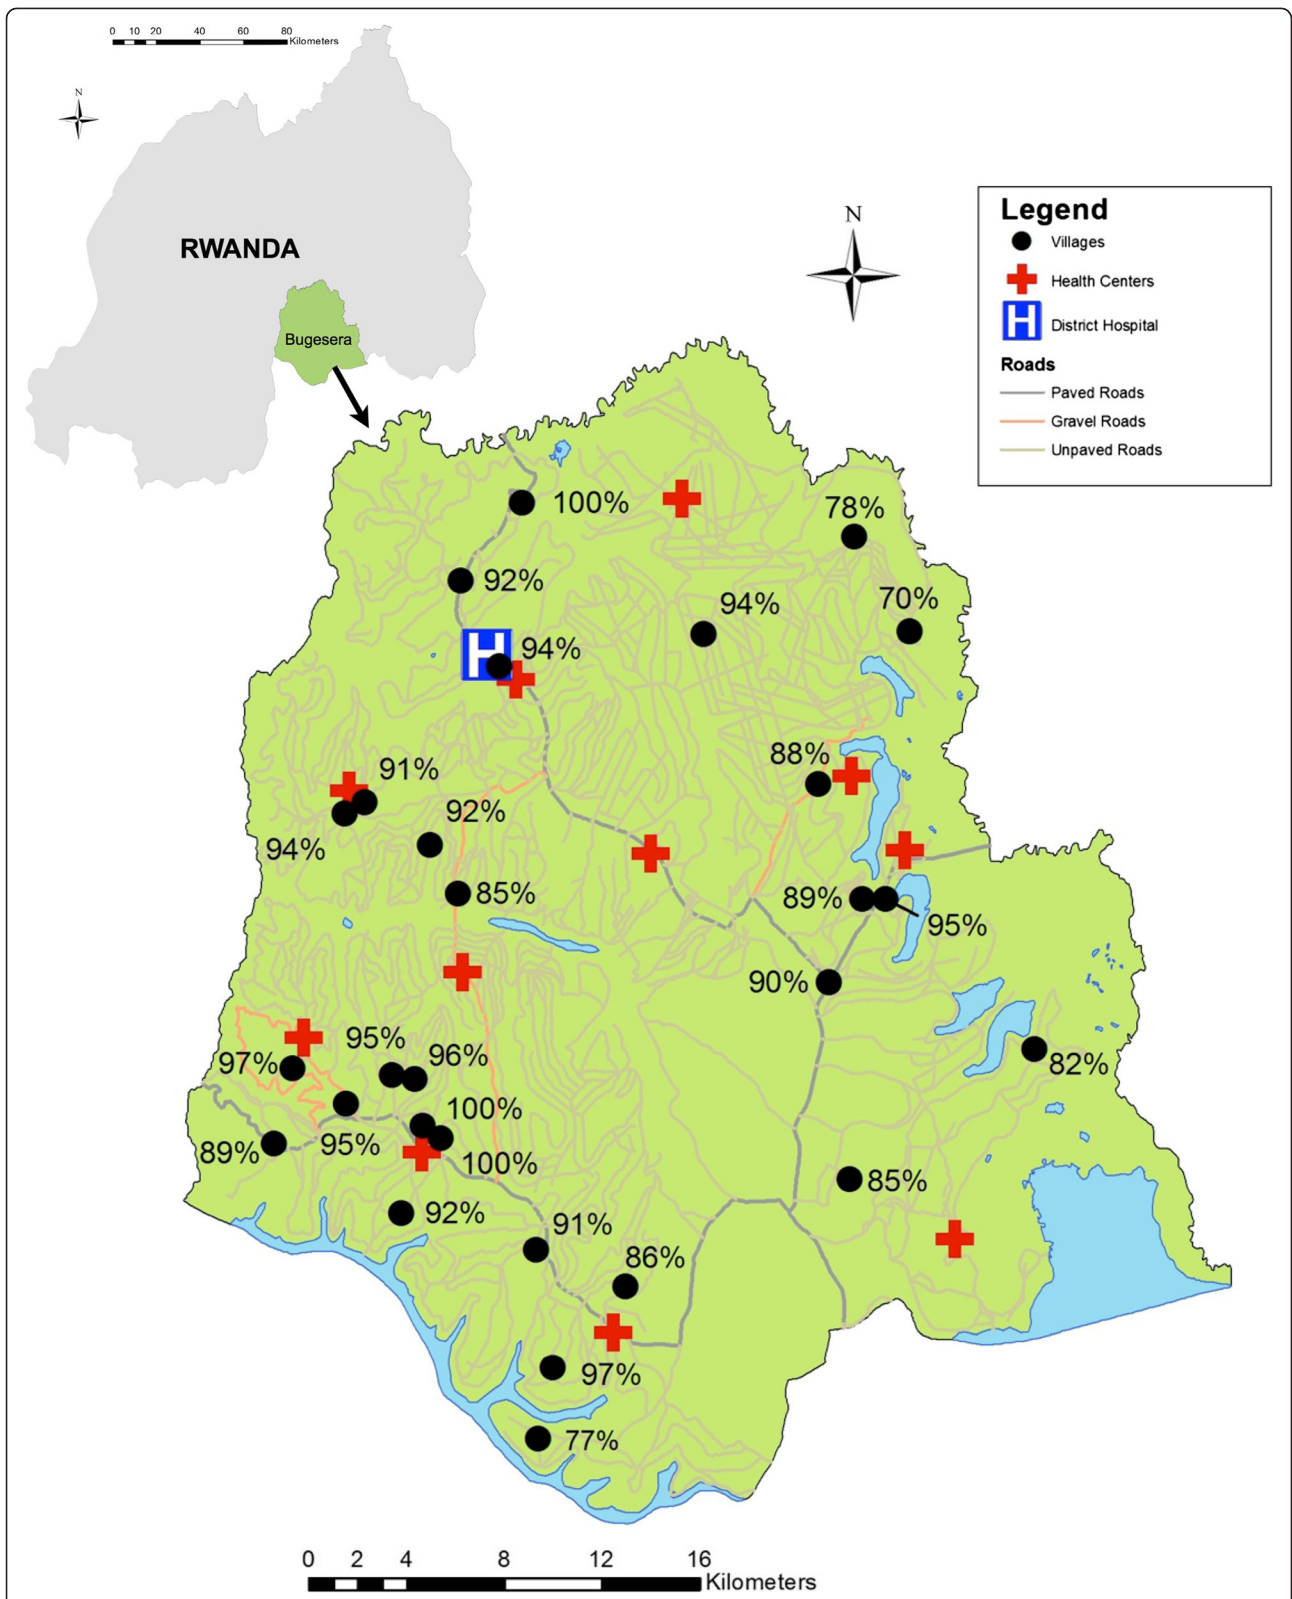 0 10 20 40 60 80
Kilometers
N
RWANDA
Bugesera
N
Legend
Villages
Health Centers
H District Hospital
Roads
Paved Roads
Gravel Roads
Unpaved Roads
100%
78%
92%
94%
70%
H
94%
88%
91%
92%
94%
85%
89%
95%
90%
95%
96%
97%
82%
100%
95%
89%
100%
85%
92%
91%
86%
97%
77%
0 2 4 8 12 16
Kilometers